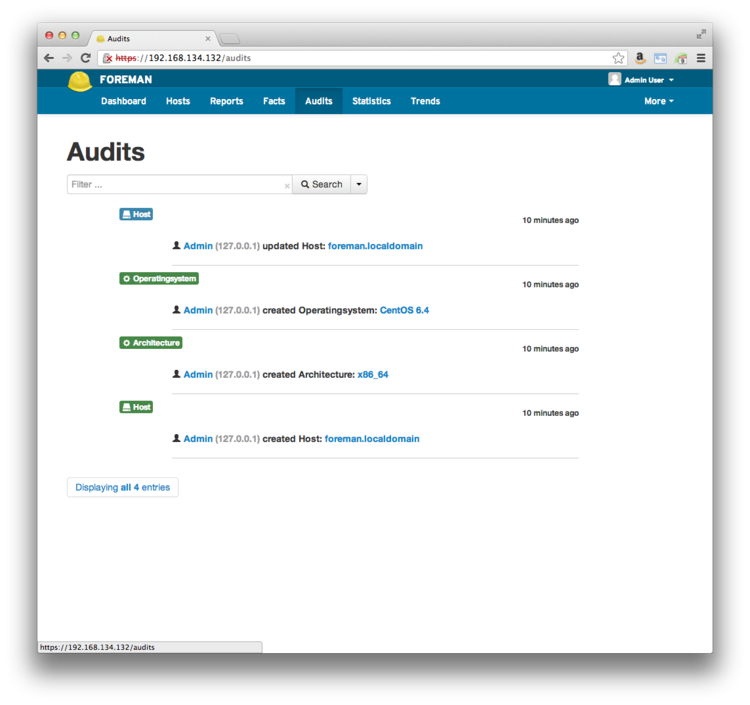 Audits
https://192.168.134.132/audits
FOREMAN
Admin User
Dashboard Hosts Reports Facts Audits Statistics Trends More
Audits
Filter ... × Search
Host
10 minutes ago
Admin (127.0.0.1) updated Host: foreman.localdomain
Operatingsystem
10 minutes ago
Admin (127.0.0.1) created Operatingsystem: CentOS 6.4
Architecture
10 minutes ago
Admin (127.0.0.1) created Architecture: x86_64
Host
10 minutes ago
Admin (127.0.0.1) created Host: foreman.localdomain
Displaying all 4 entries
https://192.168.134.132/audits